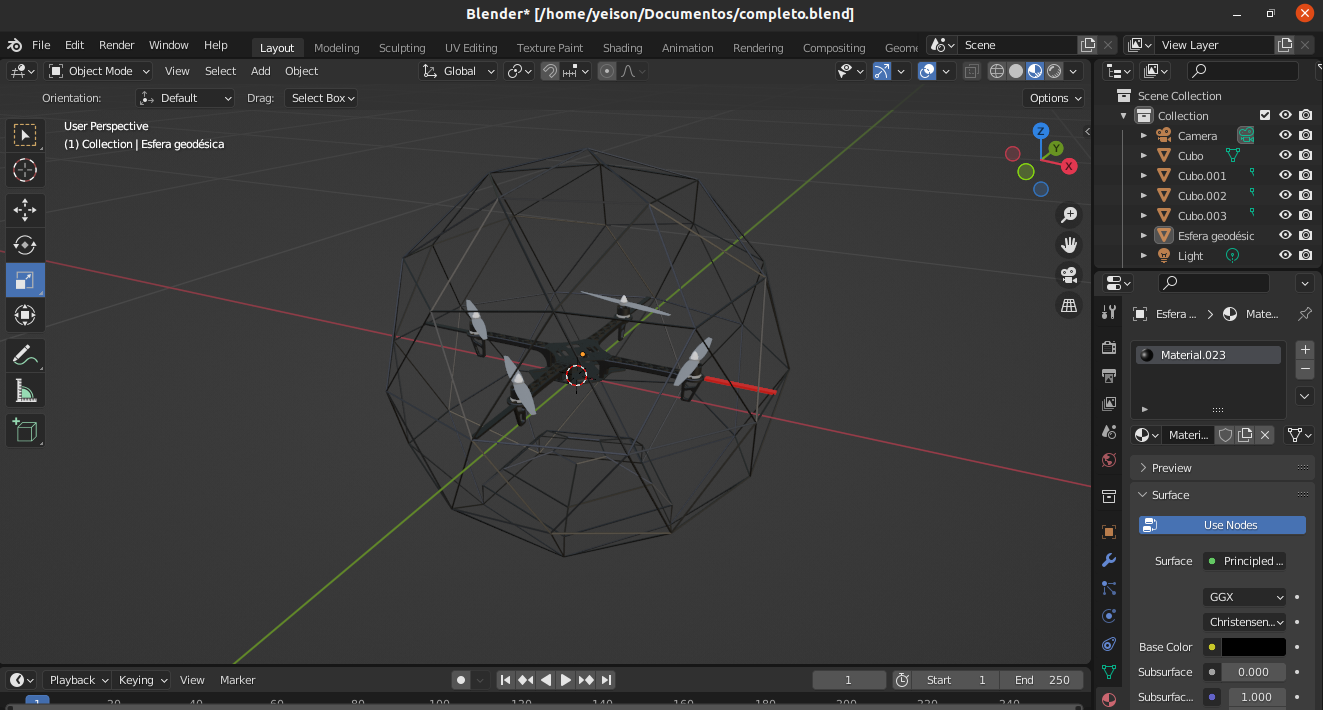 Blender* [/home/yeison/Documentos/completo.blend]
File Edit Render Window Help Layout Modeling Sculpting UV Editing Texture Paint Shading Animation Rendering Compositing Geome Scene View Layer
Object Mode View Select Add Object Global
Orientation: Default Drag: Select Box Options
User Perspective
(1) Collection | Esfera geodésica
Z
Y
X
Scene Collection
Collection
Camera
Cubo
Cubo.001
Cubo.002
Cubo.003
Esfera geodésic
Light
Esfera ... Mate...
Material.023
Materi...
Preview
Surface
Use Nodes
Surface Principled ...
GGX
Christensen...
Base Color
Subsurface 0.000
Subsurfac... 1.000
Playback Keying View Marker 1 Start 1 End 250
1 20 40 60 80 100 120 140 160 180 200 220 240